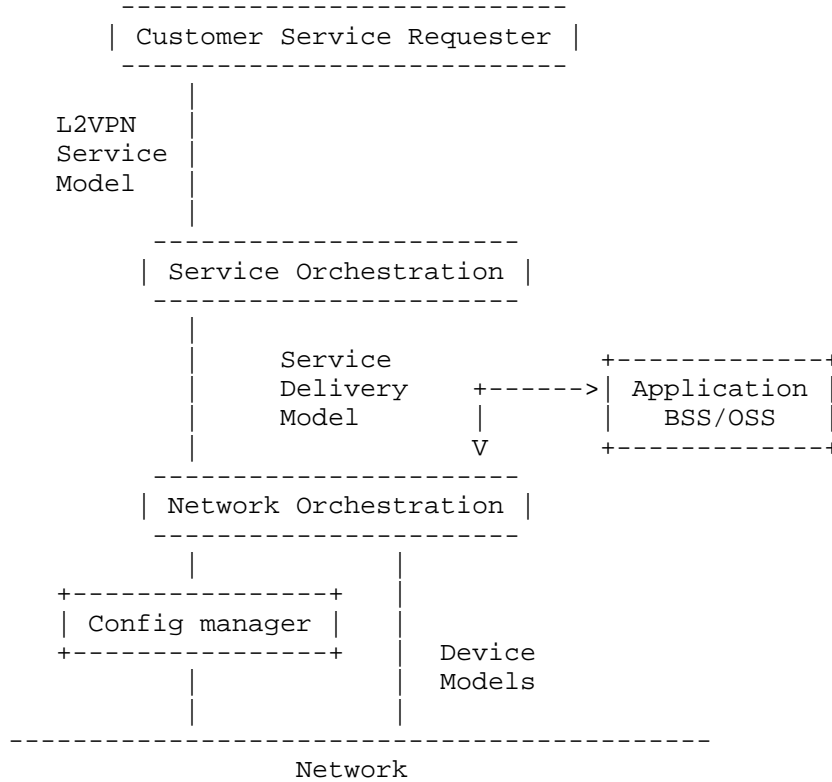 Customer Service Requester
L2VPN
Service
Model
Service Orchestration
Service
Delivery
Model
Application
BSS/OSS
V
Network Orchestration
Config manager
Device
Models
Network